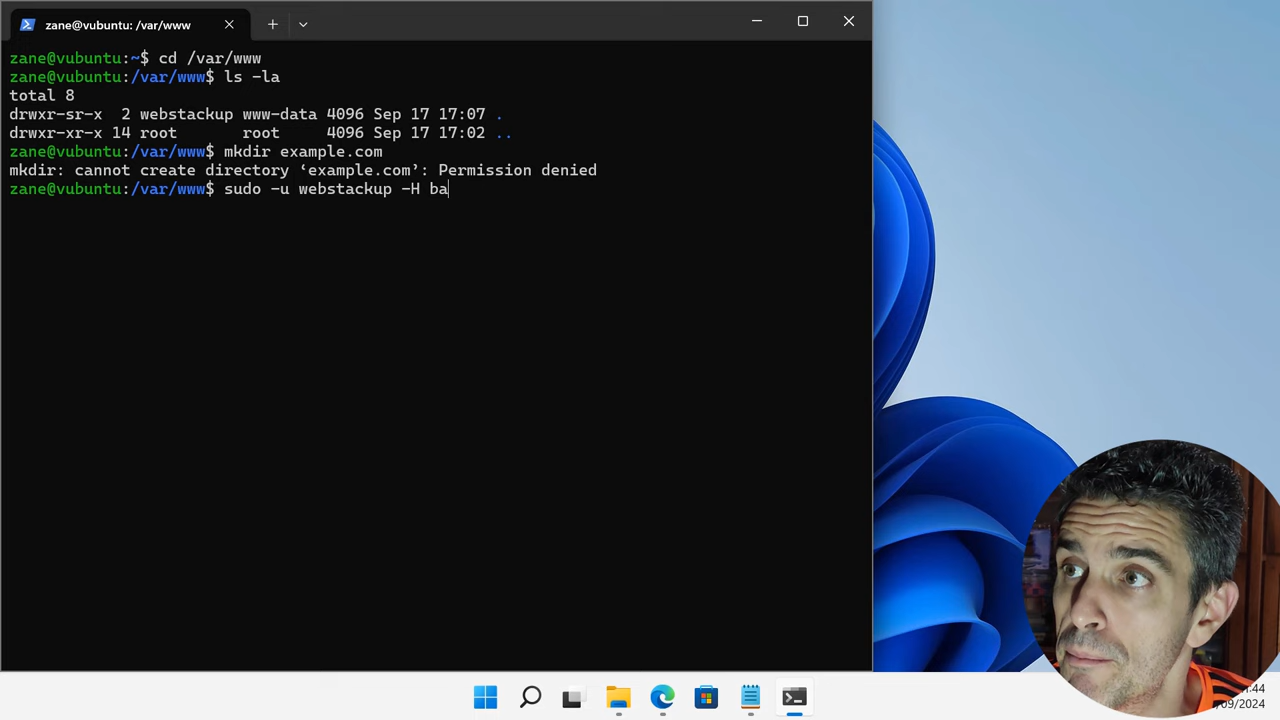 zane@vubuntu: /var/www
zane@vubuntu:~$ cd /var/www
zane@vubuntu:/var/www$ ls -la
total 8
drwxr-sr-x  2 webstackup www-data 4096 Sep 17 17:07 .
drwxr-xr-x 14 root       root     4096 Sep 17 17:02 ..
zane@vubuntu:/var/www$ mkdir example.com
mkdir: cannot create directory ‘example.com’: Permission denied
zane@vubuntu:/var/www$ sudo -u webstackup -H ba
:44
/09/2024